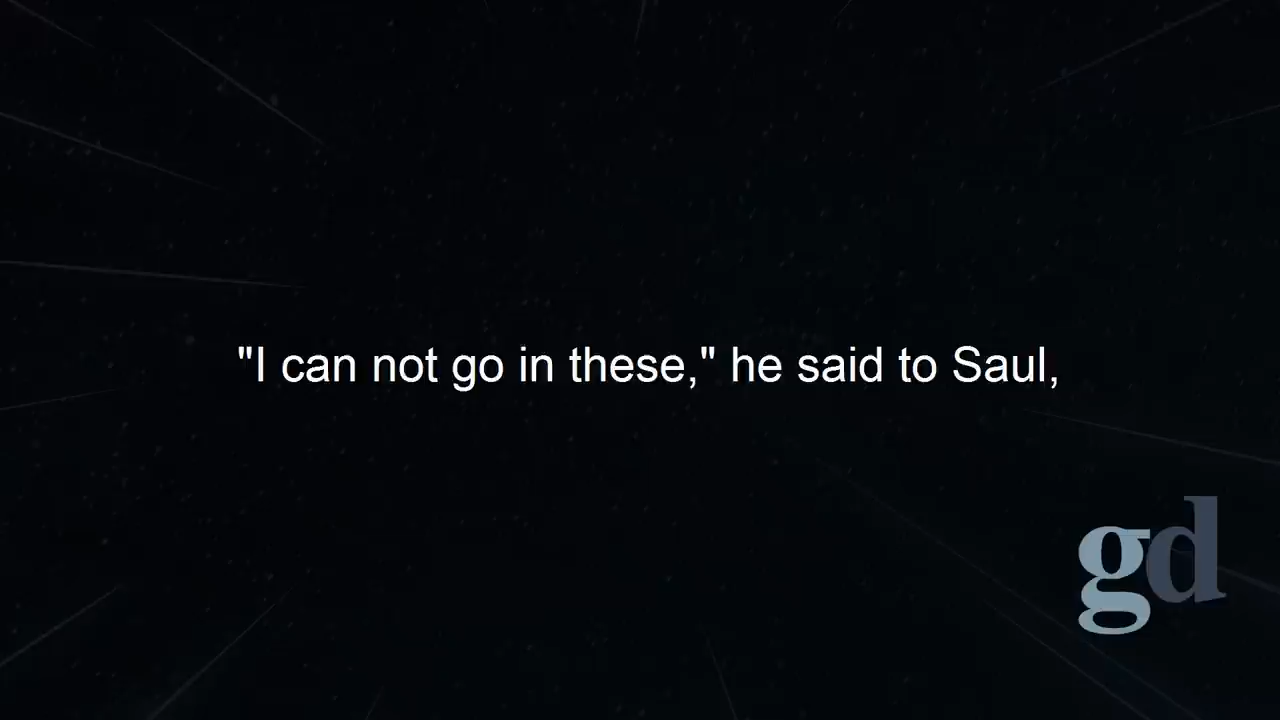 "I can not go in these," he said to Saul,
gd